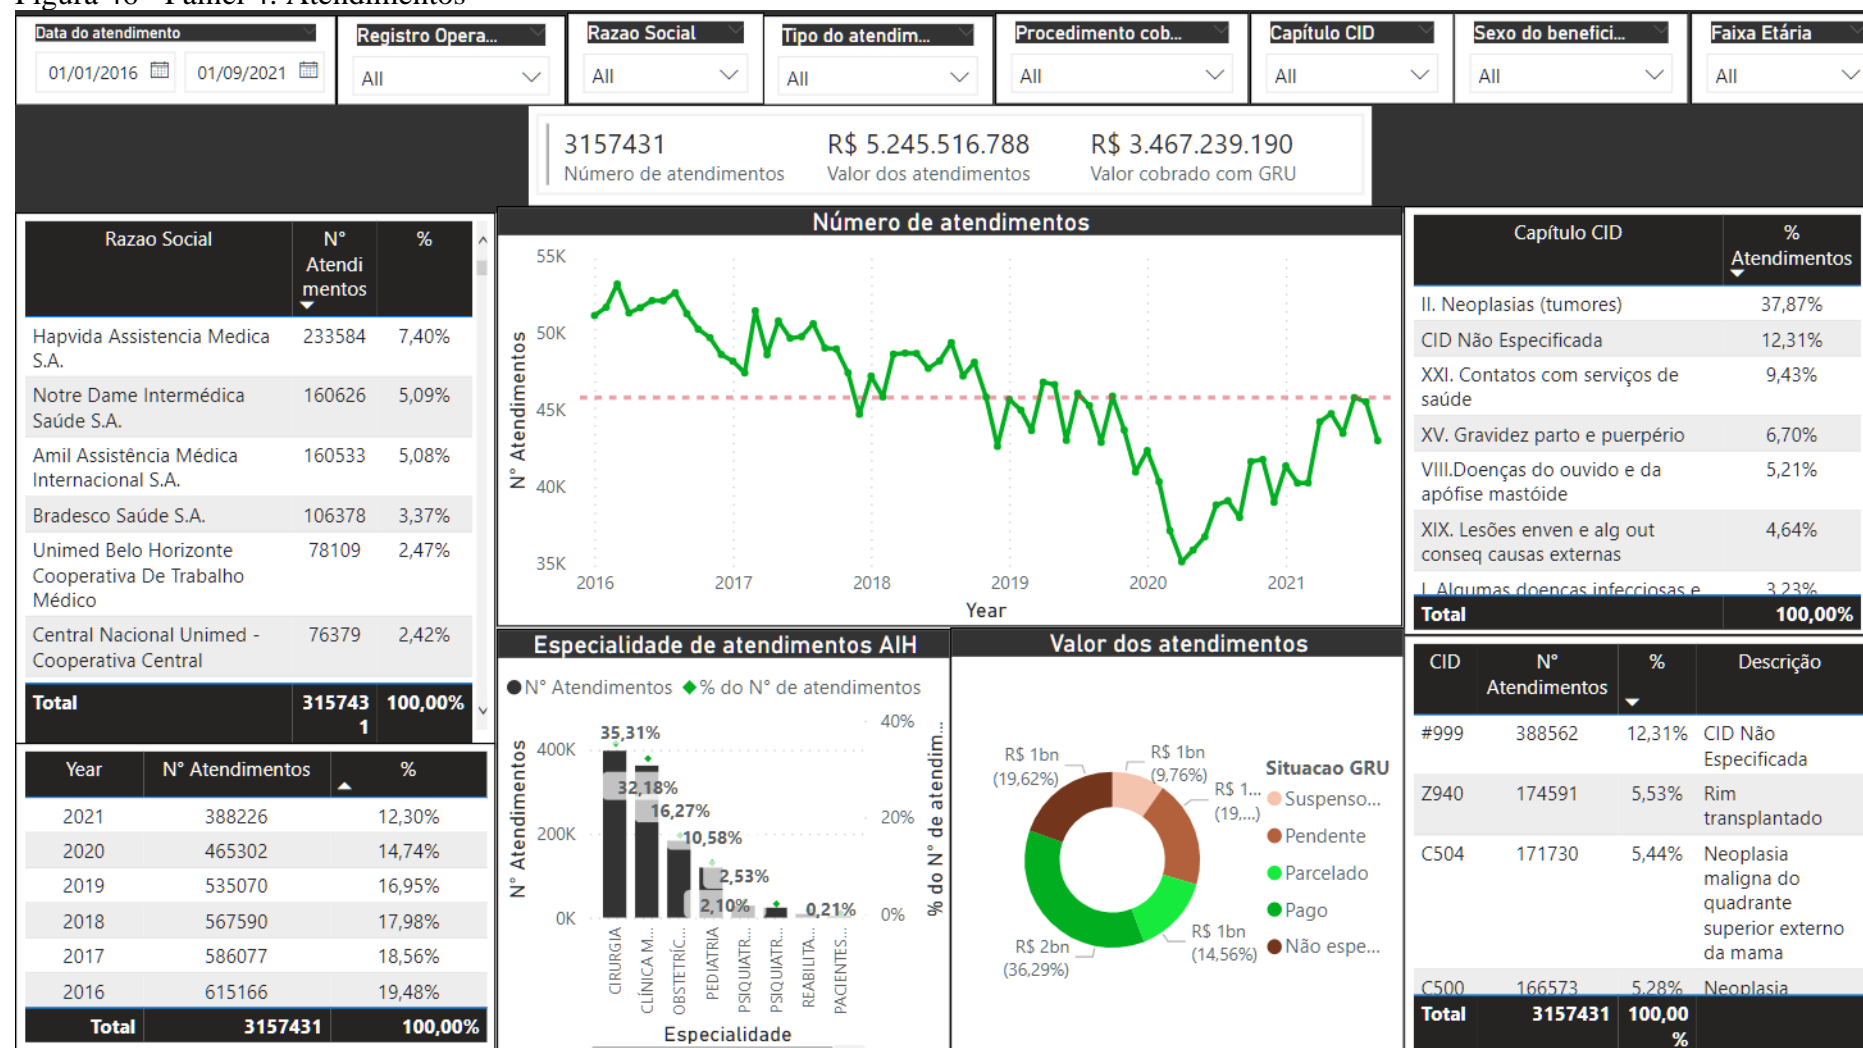 Figura 46 - Painel 4: Atendimentos
Data do atendimento
01/01/2016
01/09/2021
Registro Opera...
All
Razao Social
All
Tipo do atendim...
All
Procedimento cob...
All
Capítulo CID
All
Sexo do benefici...
All
Faixa Etária
All
3157431
Número de atendimentos
R$ 5.245.516.788
Valor dos atendimentos
R$ 3.467.239.190
Valor cobrado com GRU
Razao Social N° Atendimentos %
Hapvida Assistencia Medica 233584 7,40%
S.A.
Notre Dame Intermédica 160626 5,09%
Saúde S.A.
Amil Assistência Médica 160533 5,08%
Internacional S.A.
Bradesco Saúde S.A. 106378 3,37%
Unimed Belo Horizonte 78109 2,47%
Cooperativa De Trabalho
Médico
Central Nacional Unimed - 76379 2,42%
Cooperativa Central
Total 3157431 100,00%
Year N° Atendimentos %
2021 388226 12,30%
2020 465302 14,74%
2019 535070 16,95%
2018 567590 17,98%
2017 586077 18,56%
2016 615166 19,48%
Total 3157431 100,00%
Número de atendimentos
N° Atendimentos
55K
50K
45K
40K
35K
2016 2017 2018 2019 2020 2021
Year
Especialidade de atendimentos AIH
N° Atendimentos % do N° de atendimentos
N° Atendimentos
400K
200K
0K
35,31%
32,18%
16,27%
10,58%
2,53%
2,10%
0,21%
40%
20%
0%
% do N° de atendim...
CIRURGIA
CLÍNICA M...
OBSTETRÍC...
PEDIATRIA
PSIQUIATR...
PSIQUIATR...
REABILITA...
PACIENTES...
Especialidade
Valor dos atendimentos
R$ 1bn
(19,62%)
R$ 1bn
(9,76%)
R$ 1...
(19,...)
R$ 1bn
(14,56%)
R$ 2bn
(36,29%)
Situacao GRU
Suspenso...
Pendente
Parcelado
Pago
Não espe...
Capítulo CID % Atendimentos
II. Neoplasias (tumores) 37,87%
CID Não Especificada 12,31%
XXI. Contatos com serviços de 9,43%
saúde
XV. Gravidez parto e puerpério 6,70%
VIII.Doenças do ouvido e da 5,21%
apófise mastóide
XIX. Lesões enven e alg out 4,64%
conseq causas externas
I. Algumas doenças infecciosas e 3,23%
Total 100,00%
CID N° Atendimentos % Descrição
#999 388562 12,31% CID Não
Especificada
Z940 174591 5,53% Rim
transplantado
C504 171730 5,44% Neoplasia
maligna do
quadrante
superior externo
da mama
C500 166573 5,28% Neoplasia
Total 3157431 100,00%